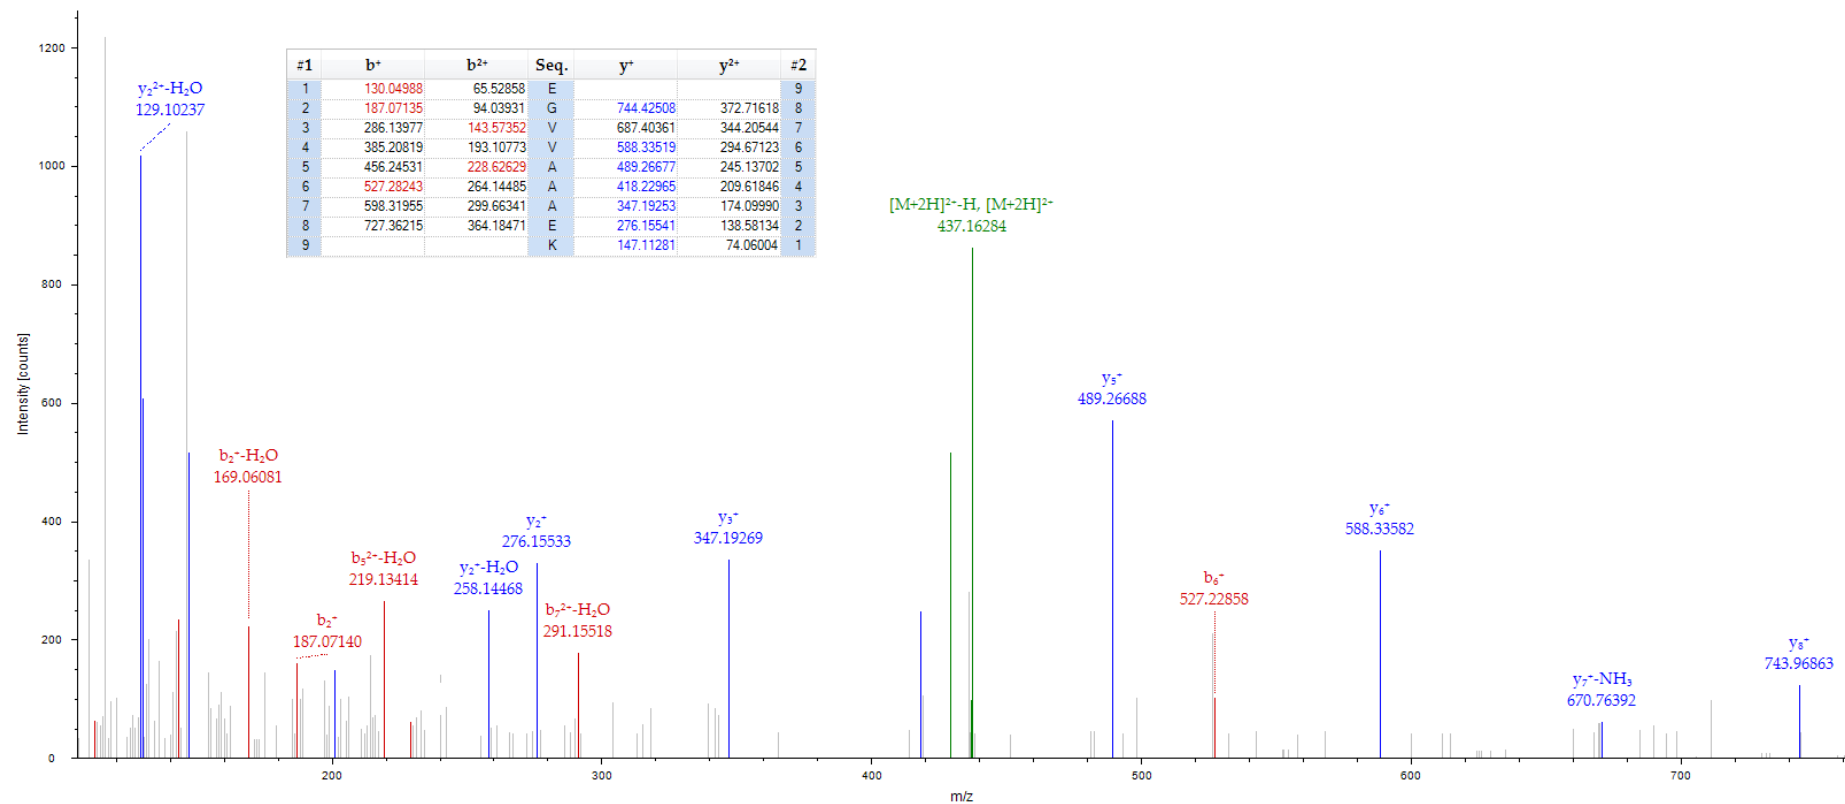 1200
1000
800
600
400
200
0
Intensity [counts]
#1 b⁺ b²⁺ Seq. y⁺ y²⁺ #2
1 130.04988 65.52858 E 9
2 187.07135 94.03931 G 744.42508 372.71618 8
3 286.13977 143.57352 V 687.40361 344.20544 7
4 385.20819 193.10773 V 588.33519 294.67123 6
5 456.24531 228.62629 A 489.26677 245.13702 5
6 527.28243 264.14485 A 418.22965 209.61846 4
7 598.31955 299.66341 A 347.19253 174.09990 3
8 727.36215 364.18471 E 276.15541 138.58134 2
9 K 147.11281 74.06004 1
y₂²⁺-H₂O
129.10237
b₂⁺-H₂O
169.06081
b₂⁺
187.07140
b₅²⁺-H₂O
219.13414
y₂⁺-H₂O
258.14468
y₂⁺
276.15533
b₇²⁺-H₂O
291.15518
y₃⁺
347.19269
[M+2H]²⁺-H, [M+2H]²⁺
437.16284
y₅⁺
489.26688
b₆⁺
527.22858
y₆⁺
588.33582
y₇⁺-NH₃
670.76392
y₈⁺
743.96863
200 300 400 500 600 700
m/z